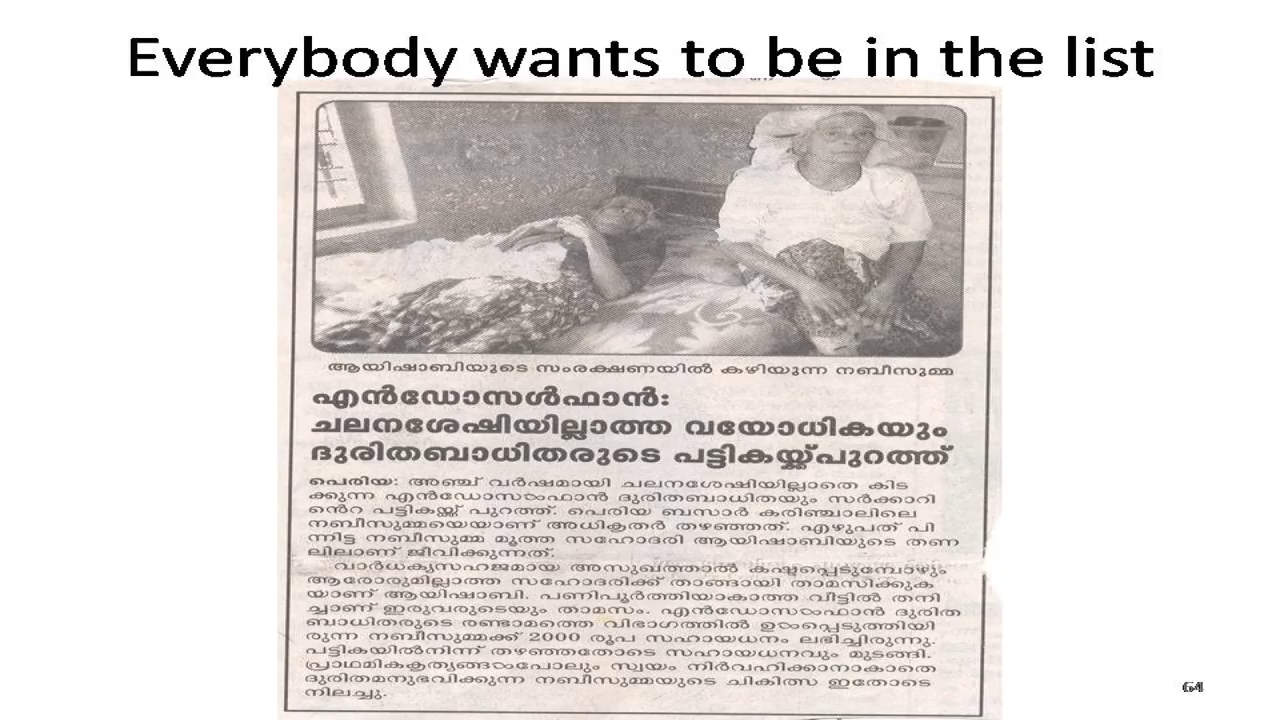 Everybody wants to be in the list
ആയിഷാബിയുടെ സംരക്ഷണയിൽ കഴിയുന്ന നബീസുമ്മ
എൻഡോസൾഫാൻ:
ചലനശേഷിയില്ലാത്ത വയോധികയും
ദുരിതബാധിതരുടെ പട്ടികയ്ക്ക്പുറത്ത്
പെരിയ: അഞ്ച് വർഷമായി ചലനശേഷിയില്ലാതെ കിട
ക്കുന്ന എൻഡോസൾഫാൻ ദുരിതബാധിതയും സർക്കാറി
ന്റെ പട്ടികയ്ക്ക് പുറത്ത്. പെരിയ ബസാർ കരിഞ്ചാലിലെ
നബീസുമ്മയെയാണ് അധികൃതർ തഴഞ്ഞത്. എഴുപത് പി
ന്നിട്ട നബീസുമ്മ മൂത്ത സഹോദരി ആയിഷാബിയുടെ തണ
ലിലാണ് ജീവിക്കുന്നത്.
വാർധക്യസഹജമായ അസുഖത്താൽ കഷ്ടപ്പെടുമ്പോഴും
ആരോരുമില്ലാത്ത സഹോദരിക്ക് താങ്ങായി താമസിക്കുക
യാണ് ആയിഷാബി. പണിപൂർത്തിയാകാത്ത വീട്ടിൽ തനി
ച്ചാണ് ഇരുവരുടെയും താമസം. എൻഡോസൾഫാൻ ദുരിത
ബാധിതരുടെ രണ്ടാമത്തെ വിഭാഗത്തിൽ ഉൾപ്പെടുത്തിയി
രുന്ന നബീസുമ്മക്ക് 2000 രൂപ സഹായധനം ലഭിച്ചിരുന്നു.
പട്ടികയിൽനിന്ന് തഴഞ്ഞതോടെ സഹായധനവും മുടങ്ങി.
പ്രാഥമികകൃത്യങ്ങൾപോലും സ്വയം നിർവഹിക്കാനാകാതെ
ദുരിതമനുഭവിക്കുന്ന നബീസുമ്മയുടെ ചികിത്സ ഇതോടെ
നിലച്ചു.
64